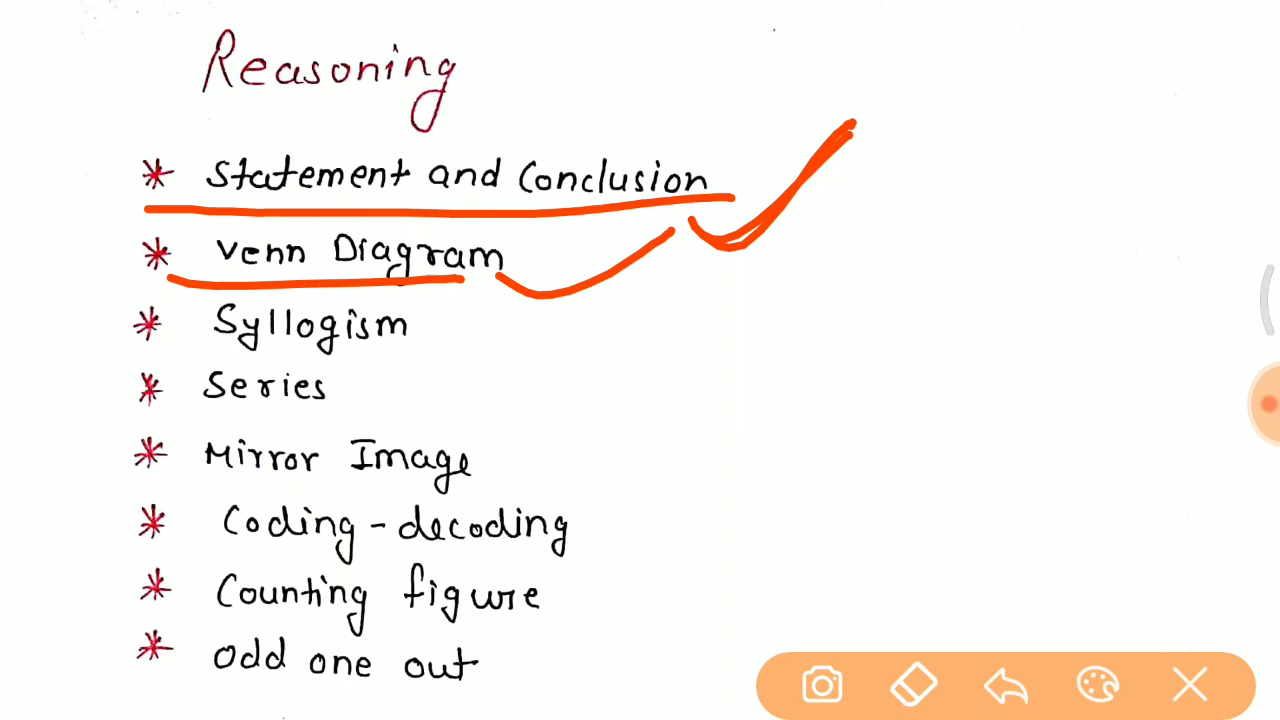 Reasoning
* Statement and Conclusion
* Venn Diagram
* Syllogism
* Series
* Mirror Image
* Coding - decoding
* Counting figure
* odd one out